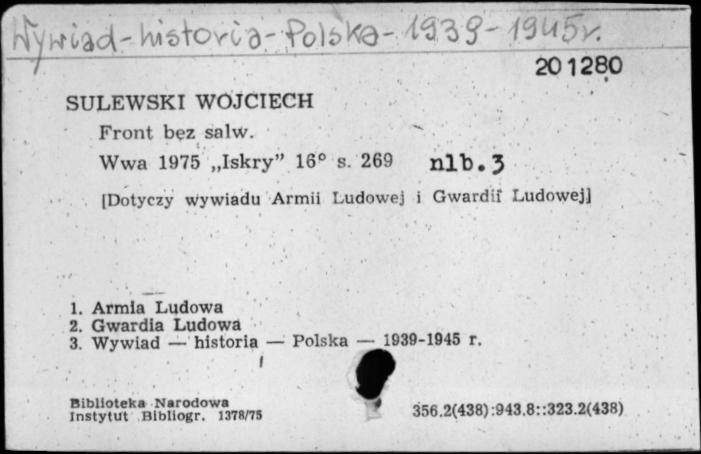 Wywiad - historia - Polska - 1939 - 1945 r.
201280
SULEWSKI WOJCIECH
Front bez salw.
Wwa 1975 „Iskry” 16° s. 269 nlb. 3
[Dotyczy wywiadu Armii Ludowej i Gwardii Ludowej]
1. Armia Ludowa
2. Gwardia Ludowa
3. Wywiad — historia — Polska — 1939-1945 r.
Biblioteka Narodowa
Instytut Bibliogr. 1378/75
356.2(438):943.8::323.2(438)